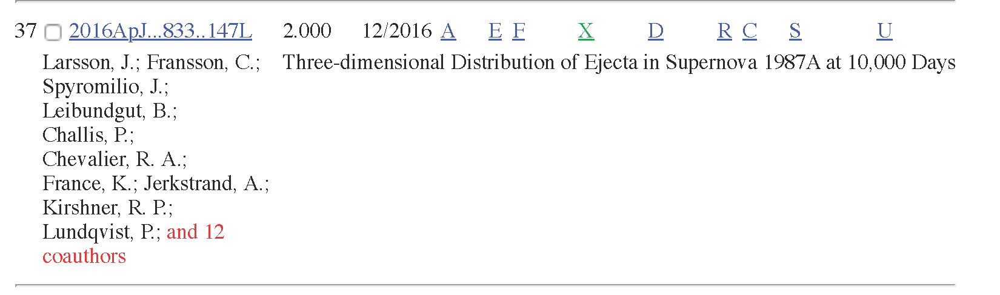 37 2016ApJ...833..147L 2.000 12/2016 A E F X D R C S U
Larsson, J.; Fransson, C.; Three-dimensional Distribution of Ejecta in Supernova 1987A at 10,000 Days
Spyromilio, J.;
Leibundgut, B.;
Challis, P.;
Chevalier, R. A.;
France, K.; Jerkstrand, A.;
Kirshner, R. P.;
Lundqvist, P.; and 12
coauthors